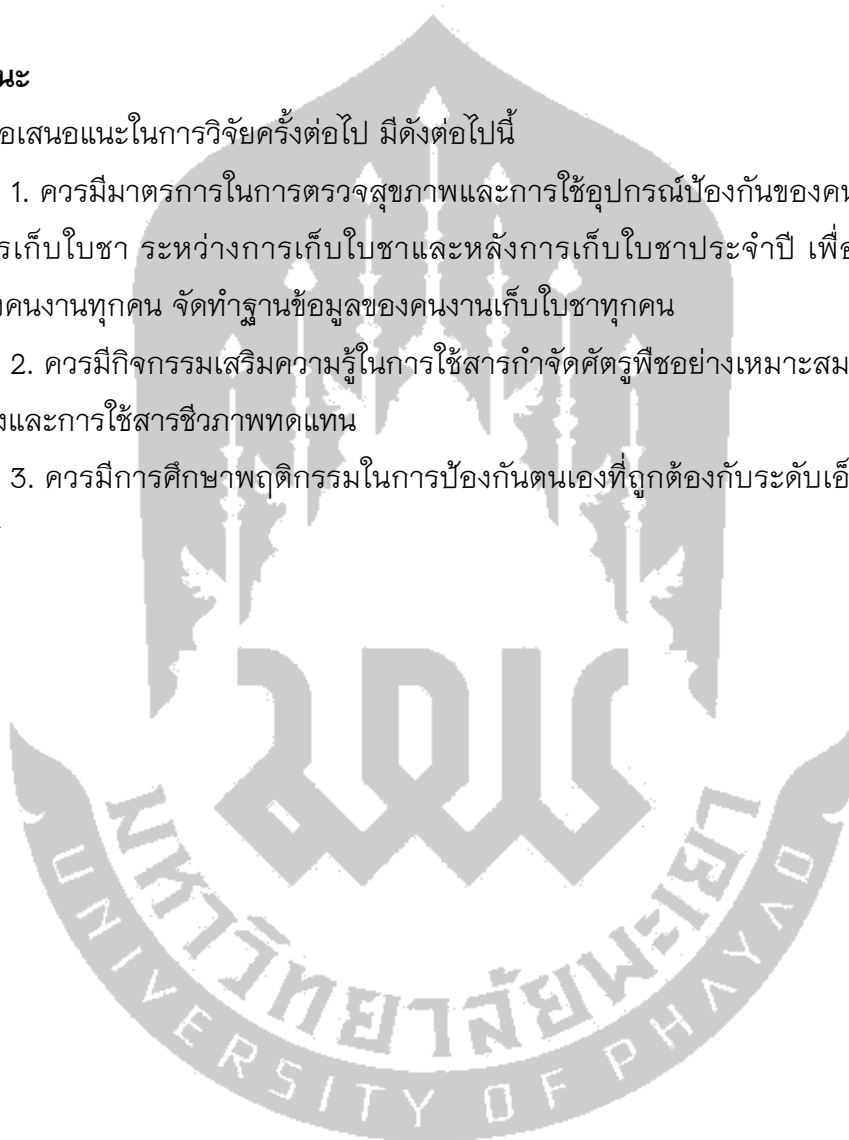 นะ
อเสนอแนะในการวิจัยครั้งต่อไป มีดังต่อไปนี้
1. ควรมีมาตรการในการตรวจสุขภาพและการใช้อุปกรณ์ป้องกันของคน
รเก็บใบชา ระหว่างการเก็บใบชาและหลังการเก็บใบชาประจำปี เพื่อ
งคนงานทุกคน จัดทำฐานข้อมูลของคนงานเก็บใบชาทุกคน
2. ควรมีกิจกรรมเสริมความรู้ในการใช้สารกำจัดศัตรูพืชอย่างเหมาะสม
งและการใช้สารชีวภาพทดแทน
3. ควรมีการศึกษาพฤติกรรมในการป้องกันตนเองที่ถูกต้องกับระดับเอ็
มหาวิทยาลัยพะเยา
UNIVERSITY OF PHAYAO